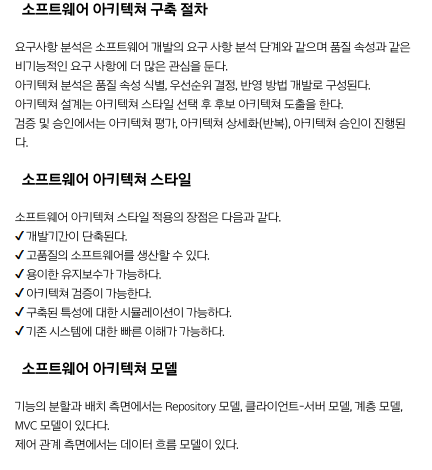 소프트웨어 아키텍쳐 구축 절차
요구사항 분석은 소프트웨어 개발의 요구 사항 분석 단계와 같으며 품질 속성과 같은
비기능적인 요구 사항에 더 많은 관심을 둔다.
아키텍쳐 분석은 품질 속성 식별, 우선순위 결정, 반영 방법 개발로 구성된다.
아키텍쳐 설계는 아키텍쳐 스타일 선택 후 후보 아키텍쳐 도출을 한다.
검증 및 승인에서는 아키텍쳐 평가, 아키텍쳐 상세화(반복), 아키텍쳐 승인이 진행된
다.
소프트웨어 아키텍쳐 스타일
소프트웨어 아키텍쳐 스타일 적용의 장점은 다음과 같다.
✔ 개발기간이 단축된다.
✔ 고품질의 소프트웨어를 생산할 수 있다.
✔ 용이한 유지보수가 가능하다.
✔ 아키텍쳐 검증이 가능한다.
✔ 구축된 특성에 대한 시뮬레이션이 가능하다.
✔ 기존 시스템에 대한 빠른 이해가 가능하다.
소프트웨어 아키텍쳐 모델
기능의 분할과 배치 측면에서는 Repository 모델, 클라이언트-서버 모델, 계층 모델,
MVC 모델이 있다다.
제어 관계 측면에서는 데이터 흐름 모델이 있다.